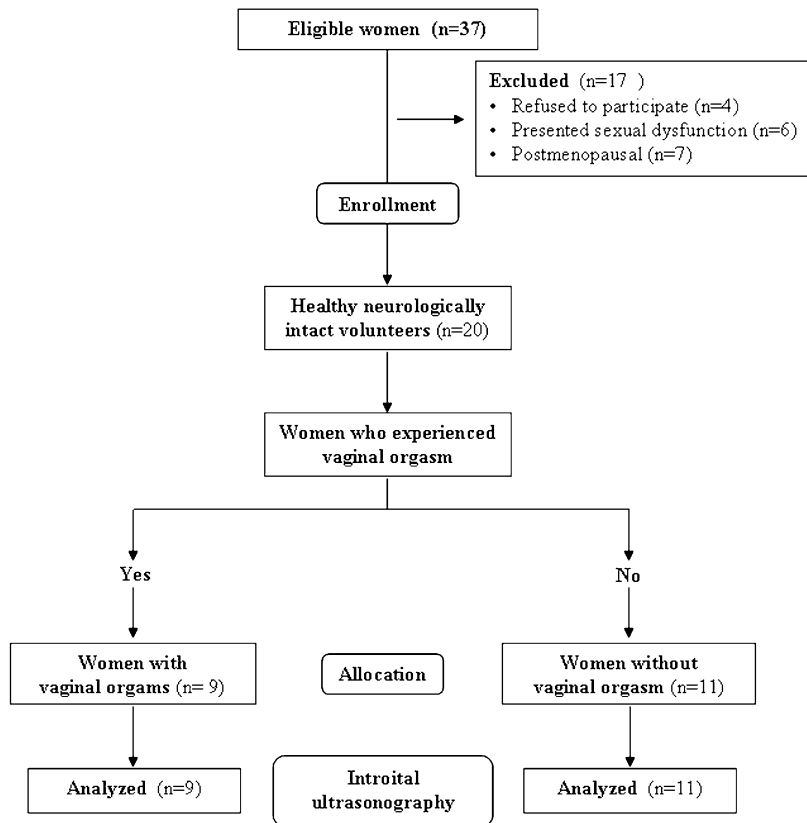 Eligible women (n=37)
Excluded (n=17 )
• Refused to participate (n=4)
• Presented sexual dysfunction (n=6)
• Postmenopausal (n=7)
Enrollment
Healthy neurologically
intact volunteers (n=20)
Women who experienced
vaginal orgasm
Yes
No
Women with
vaginal orgams (n= 9)
Allocation
Women without
vaginal orgasm (n=11)
Analyzed (n=9)
Introital
ultrasonography
Analyzed (n=11)